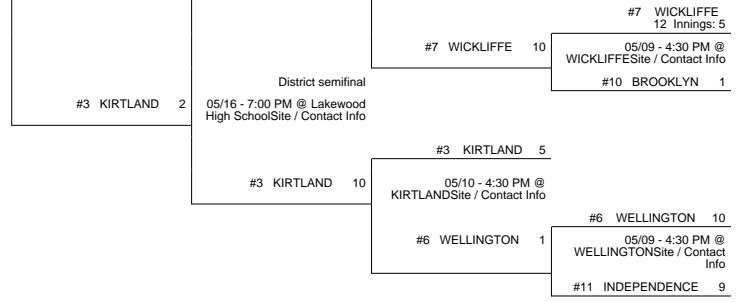 #7 WICKLIFFE
12 Innings: 5
#7 WICKLIFFE 10
05/09 - 4:30 PM @
WICKLIFFESite / Contact Info
#10 BROOKLYN 1
District semifinal
#3 KIRTLAND 2
05/16 - 7:00 PM @ Lakewood
High SchoolSite / Contact Info
#3 KIRTLAND 5
#3 KIRTLAND 10
05/10 - 4:30 PM @
KIRTLANDSite / Contact Info
#6 WELLINGTON 10
#6 WELLINGTON 1
05/09 - 4:30 PM @
WELLINGTONSite / Contact
Info
#11 INDEPENDENCE 9